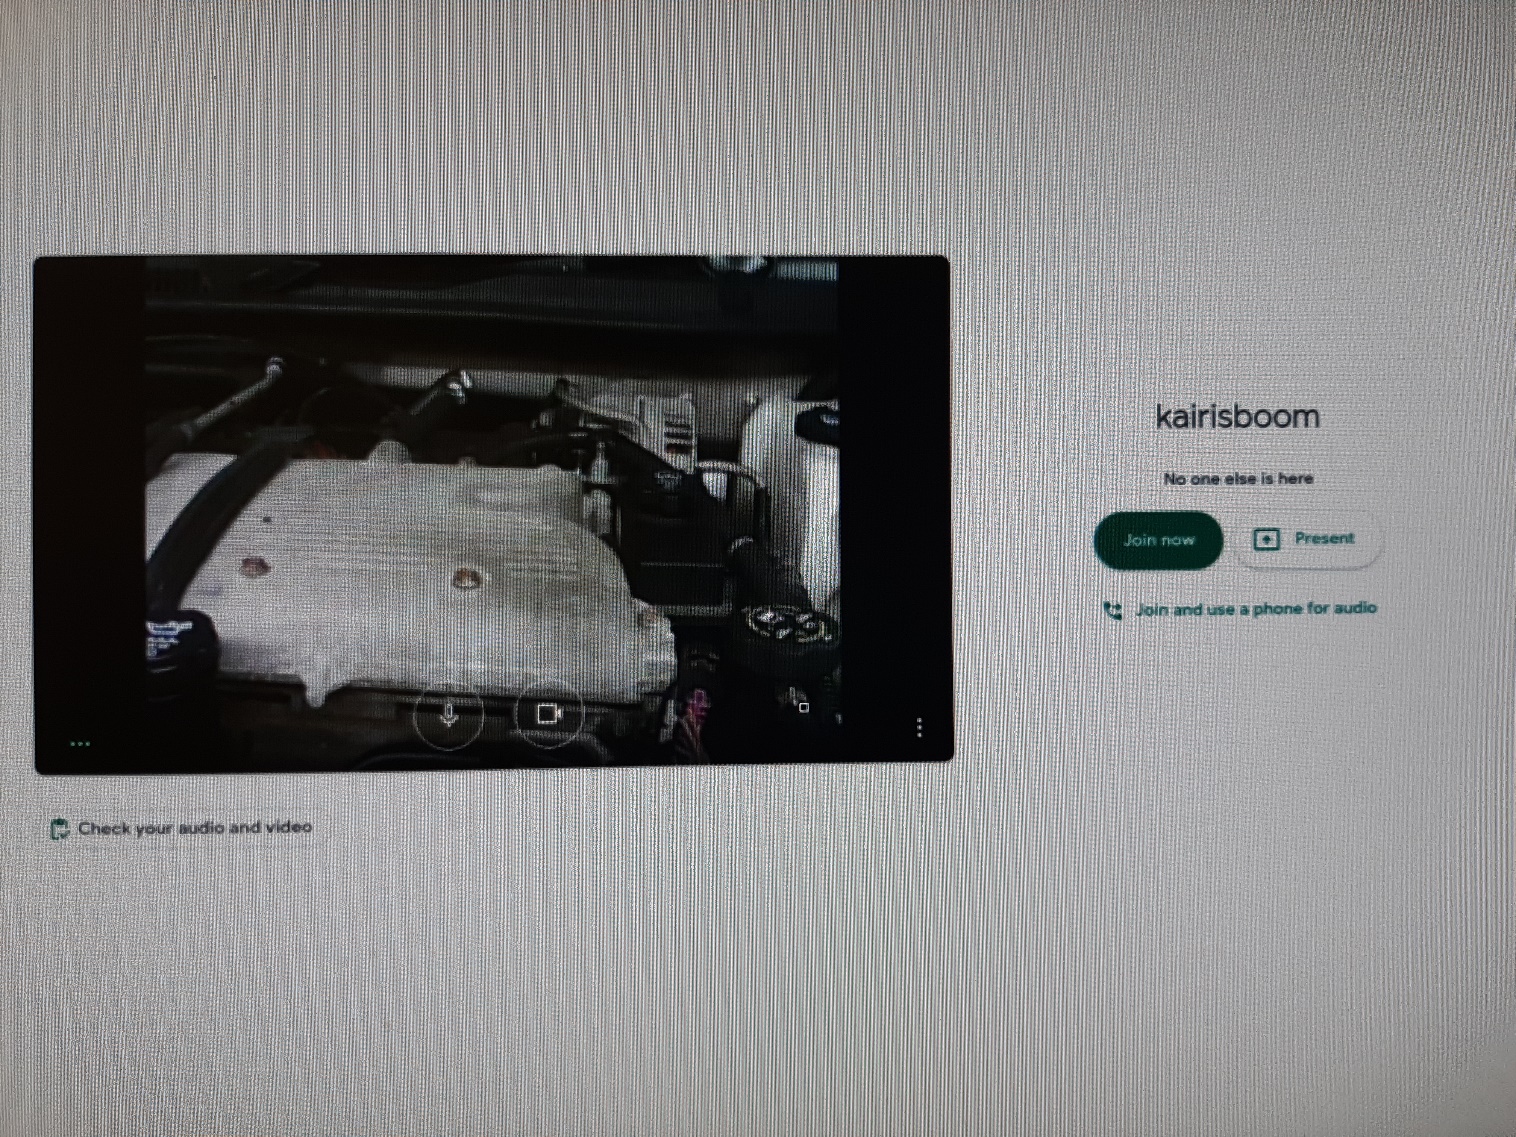 kairisboom
No one else is here
Join now
Present
Join and use a phone for audio
Check your audio and video